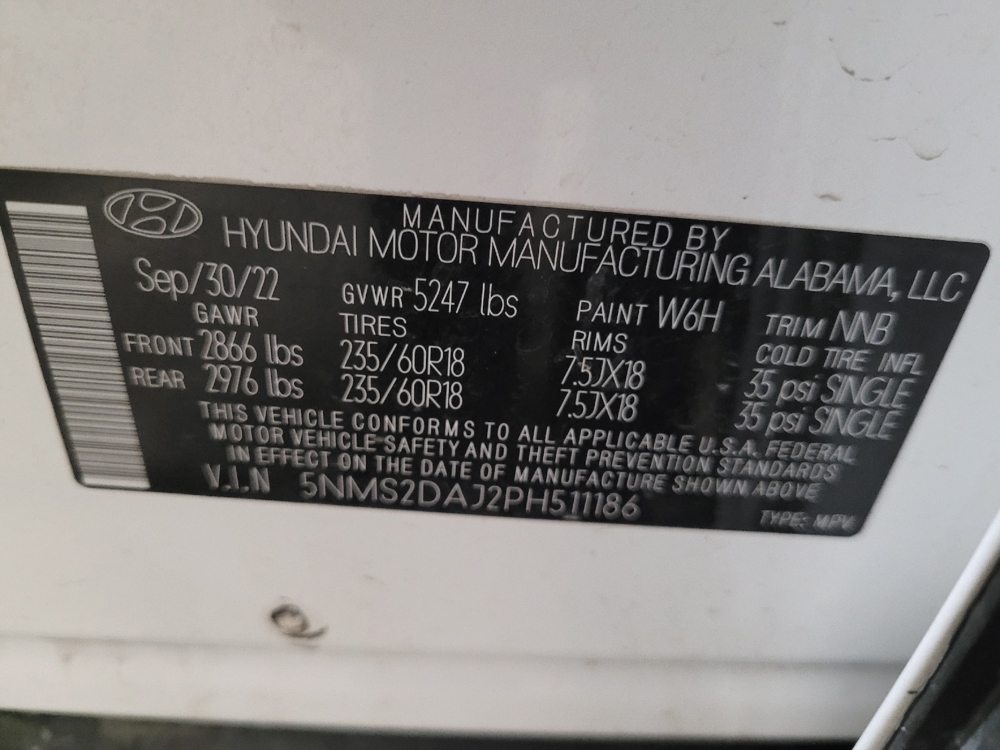 MANUFACTURED BY
HYUNDAI MOTOR MANUFACTURING ALABAMA, LLC
Sep/30/22 GVWR 5247 lbs PAINT W6H TRIM NNB
GAWR TIRES RIMS COLD TIRE INFL
FRONT 2866 lbs 235/60R18 7.5JX18 35 psi SINGLE
REAR 2976 lbs 235/60R18 7.5JX18 35 psi SINGLE
THIS VEHICLE CONFORMS TO ALL APPLICABLE U.S.A. FEDERAL
MOTOR VEHICLE SAFETY AND THEFT PREVENTION STANDARDS
IN EFFECT ON THE DATE OF MANUFACTURE SHOWN ABOVE
V.I.N 5NMS2DAJ2PH511186
TYPE: MPV